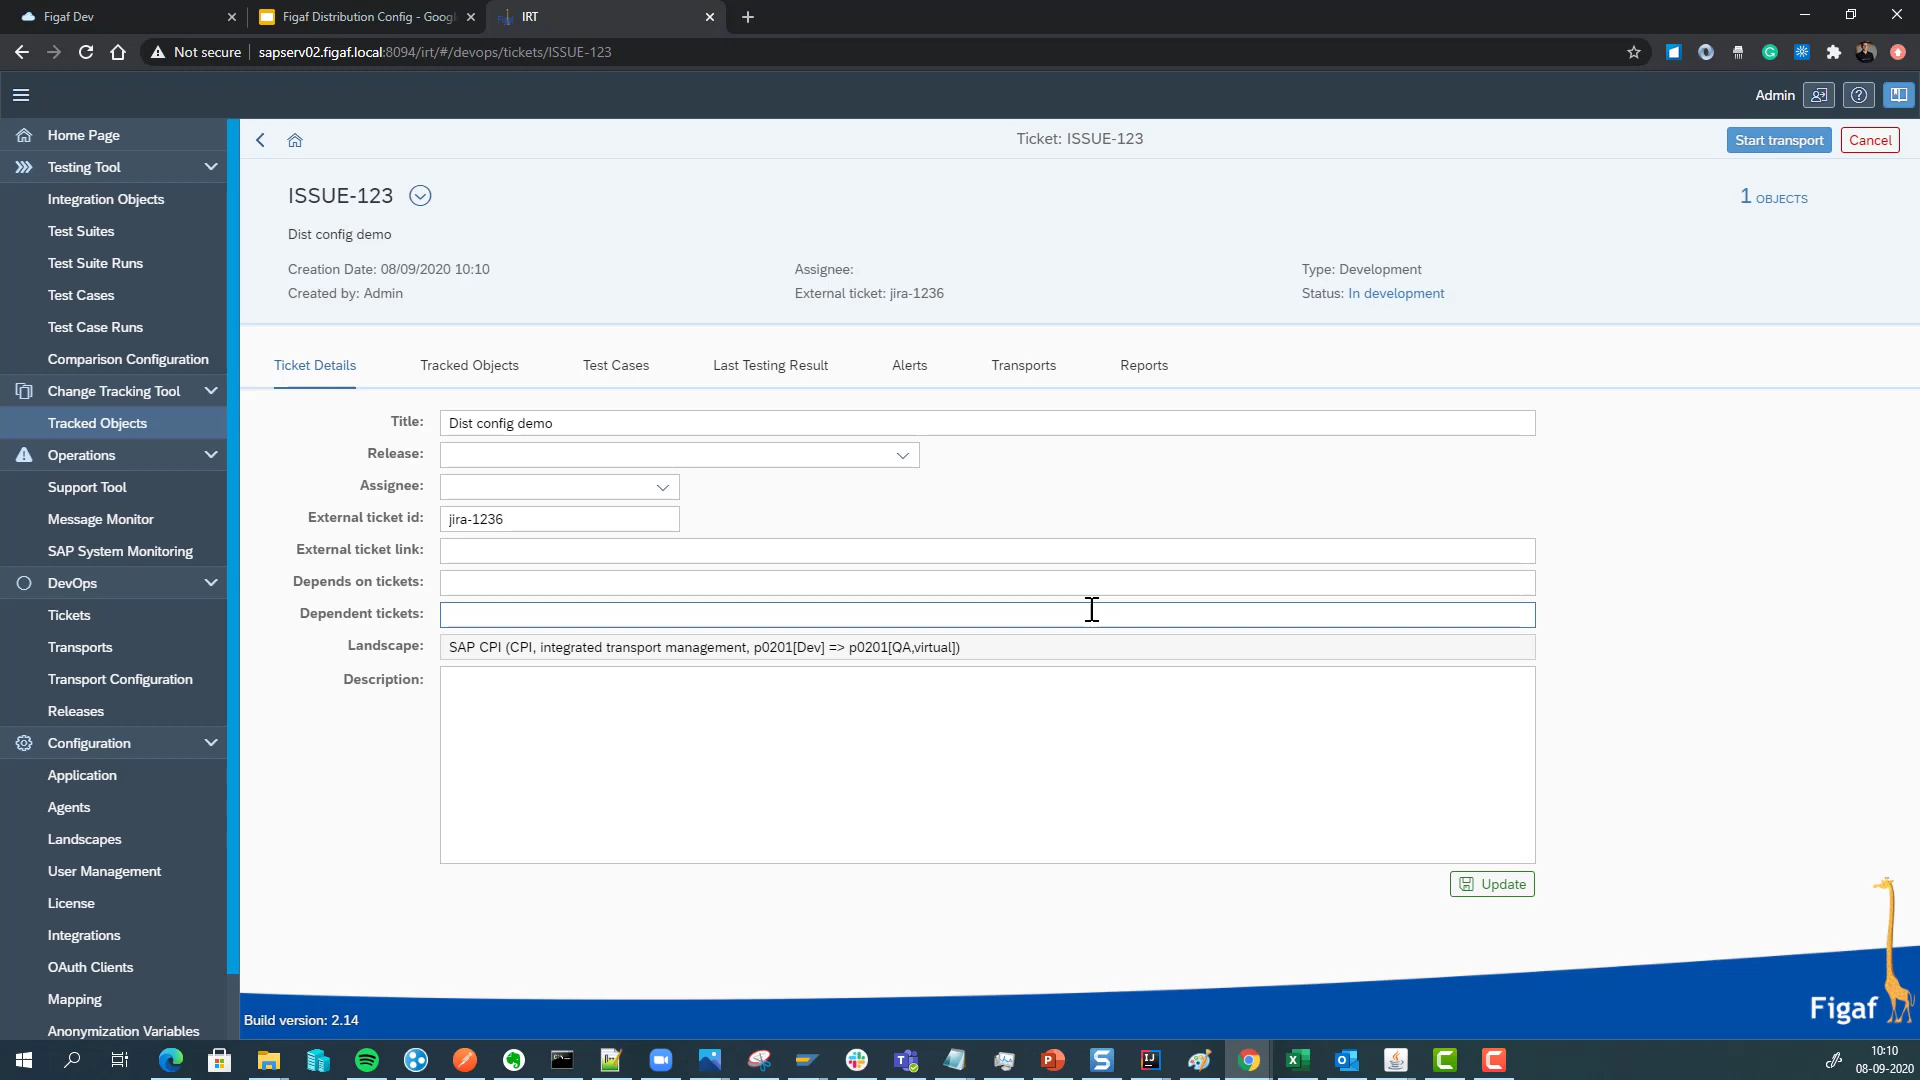 Figaf Dev
Figaf Distribution Config - Goog
IRT
Not secure
sapserv02.figaf.local:8094/irt/#/devops/tickets/ISSUE-123
Admin
Home Page
Testing Tool
Integration Objects
Test Suites
Test Suite Runs
Test Cases
Test Case Runs
Comparison Configuration
Change Tracking Tool
Tracked Objects
Operations
Support Tool
Message Monitor
SAP System Monitoring
DevOps
Tickets
Transports
Transport Configuration
Releases
Configuration
Application
Agents
Landscapes
User Management
License
Integrations
OAuth Clients
Mapping
Anonymization Variables
Ticket: ISSUE-123
Start transport
Cancel
ISSUE-123
1 OBJECTS
Dist config demo
Creation Date: 08/09/2020 10:10
Assignee:
Type: Development
Created by: Admin
External ticket: jira-1236
Status: In development
Ticket Details
Tracked Objects
Test Cases
Last Testing Result
Alerts
Transports
Reports
Title:
Dist config demo
Release:
Assignee:
External ticket id:
jira-1236
External ticket link:
Depends on tickets:
Dependent tickets:
Landscape:
SAP CPI (CPI, integrated transport management, p0201[Dev] => p0201[QA,virtual])
Description:
Update
Figaf
Build version: 2.14
10:10
08-09-2020